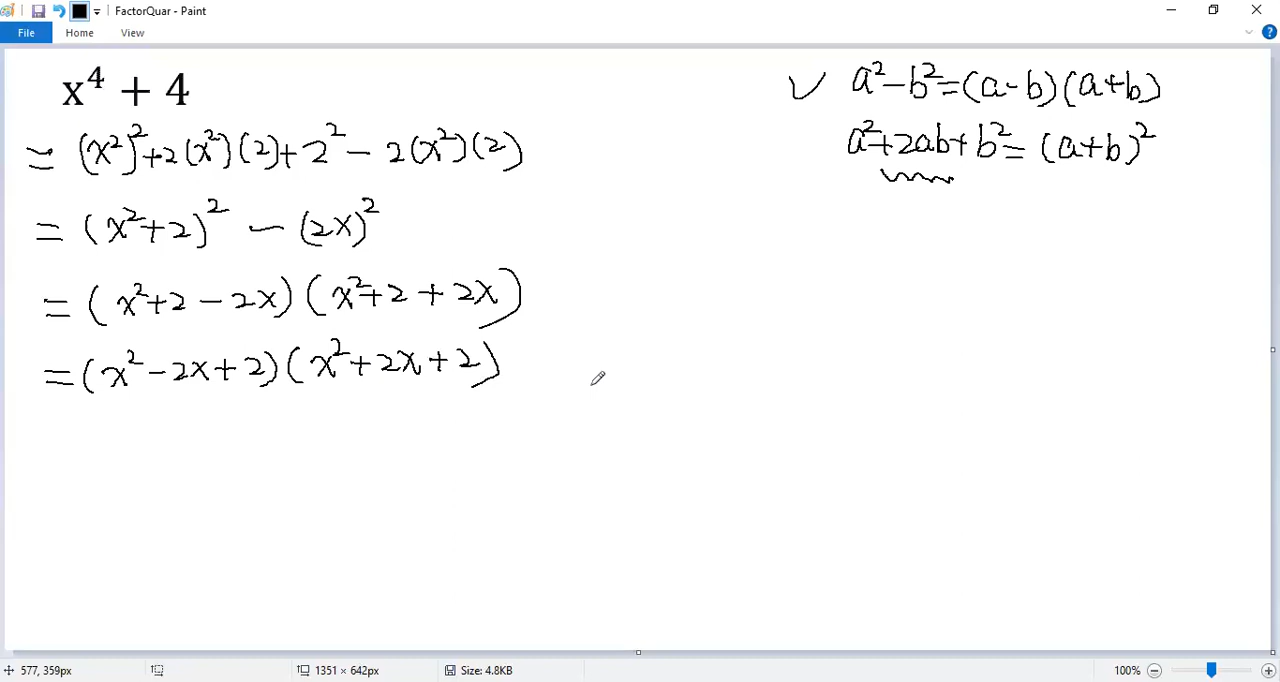 FactorQuar - Paint
File Home View
x⁴ + 4
= (x²)² + 2(x²)(2) + 2² - 2(x²)(2)
= (x² + 2)² - (2x)²
= (x² + 2 - 2x)(x² + 2 + 2x)
= (x² - 2x + 2)(x² + 2x + 2)
a² - b² = (a - b)(a + b)
a² + 2ab + b² = (a + b)²
577, 359px 1351 × 642px Size: 4.8KB 100%